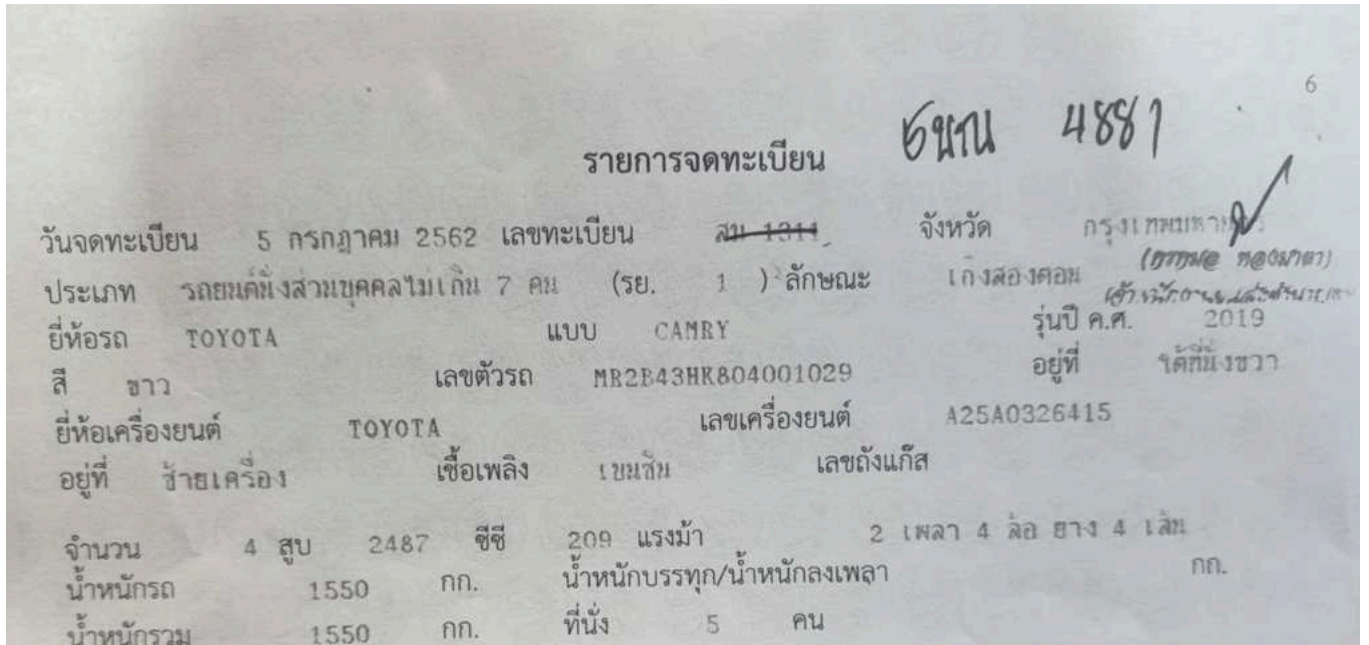 6
รายการจดทะเบียน 4881
วันจดทะเบียน 5 กรกฎาคม 2562 เลขทะเบียน สน 1311 จังหวัด กรุงเทพมหานคร
ประเภท รถยนต์นั่งส่วนบุคคลไม่เกิน 7 คน (รย. 1 ) ลักษณะ เก๋งสองตอน
ยี่ห้อรถ TOYOTA แบบ CAMRY รุ่นปี ค.ศ. 2019
สี ขาว เลขตัวรถ MR2B43HK804001029 อยู่ที่ ใต้ที่นั่งขวา
ยี่ห้อเครื่องยนต์ TOYOTA เลขเครื่องยนต์ A25A0326415
อยู่ที่ ซ้ายเครื่อง เชื้อเพลิง เบนซิน เลขถังแก๊ส
จำนวน 4 สูบ 2487 ซีซี 209 แรงม้า 2 เพลา 4 ล้อ ยาง 4 เส้น
น้ำหนักรถ 1550 กก. น้ำหนักบรรทุก/น้ำหนักลงเพลา กก.
น้ำหนักรวม 1550 กก. ที่นั่ง 5 คน